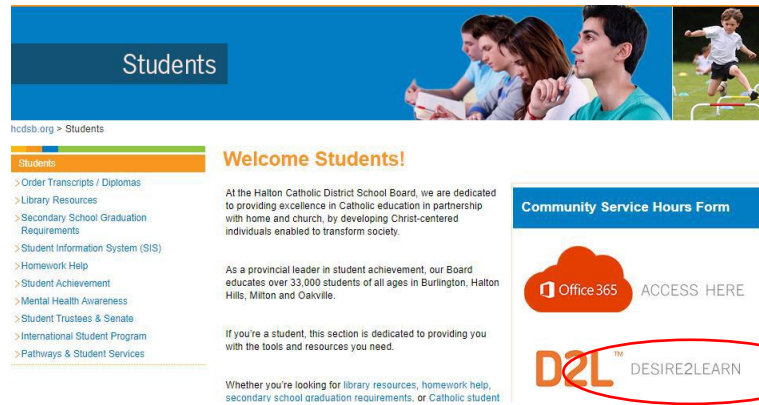 Students
hcdsb.org > Students
Students
>Order Transcripts / Diplomas
>Library Resources
>Secondary School Graduation
Requirements
>Student Information System (SIS)
>Homework Help
>Student Achievement
>Mental Health Awareness
>Student Trustees & Senate
>International Student Program
>Pathways & Student Services
Welcome Students!
At the Halton Catholic District School Board, we are dedicated
to providing excellence in Catholic education in partnership
with home and church, by developing Christ-centered
individuals enabled to transform society.
As a provincial leader in student achievement, our Board
educates over 33,000 students of all ages in Burlington, Halton
Hills, Milton and Oakville.
If you're a student, this section is dedicated to providing you
with the tools and resources you need.
Whether you're looking for library resources, homework help,
secondary school graduation requirements, or Catholic student
Community Service Hours Form
Office 365 ACCESS HERE
D2L™ DESIRE2LEARN